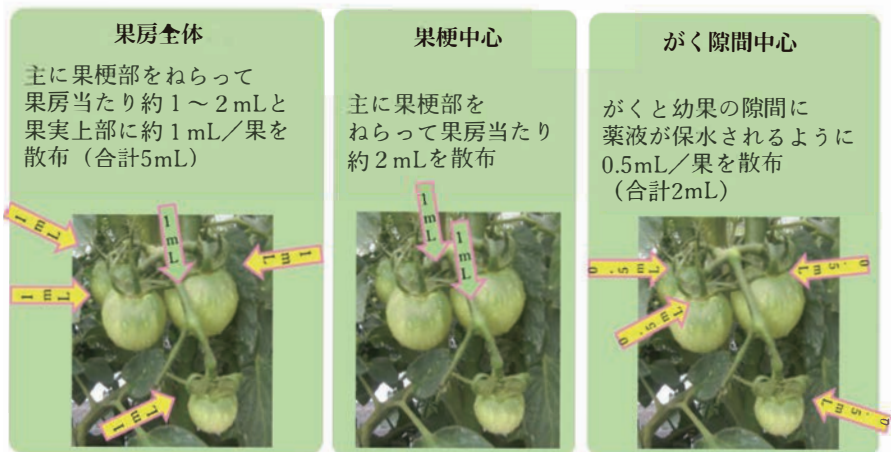 果房全体
主に果梗部をねらって
果房当たり約1～2mLと
果実上部に約1mL／果を
散布（合計5mL）
1mL
1mL
1mL
1mL
1mL
果梗中心
主に果梗部を
ねらって果房当たり
約2mLを散布
1mL
1mL
がく隙間中心
がくと幼果の隙間に
薬液が保水されるように
0.5mL／果を散布
（合計2mL）
0.5mL
0.5mL
0.5mL
0.5mL